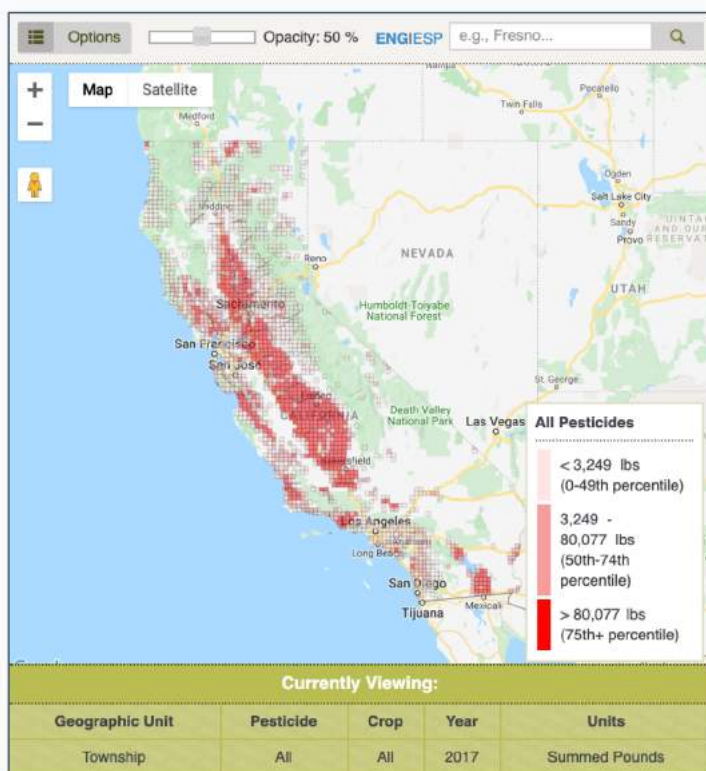 Options
Opacity: 50 %
ENGIESP
e.g., Fresno...
Map
Satellite
Medford
Twin Falls
Pocatello
Ogden
Salt Lake City
Sandy
Provo
Redding
Reno
NEVADA
UTAH
Humboldt-Toiyabe
National Forest
Sacramento
San Francisco
San Jose
Fresno
CALIFORNIA
St. George
Death Valley
National Park
Las Vegas
Los Angeles
Long Beach
San Diego
Tijuana
Mexicali
All Pesticides
< 3,249 lbs
(0-49th percentile)
3,249 -
80,077 lbs
(50th-74th
percentile)
> 80,077 lbs
(75th+ percentile)
Currently Viewing:
Geographic Unit Pesticide Crop Year Units
Township All All 2017 Summed Pounds